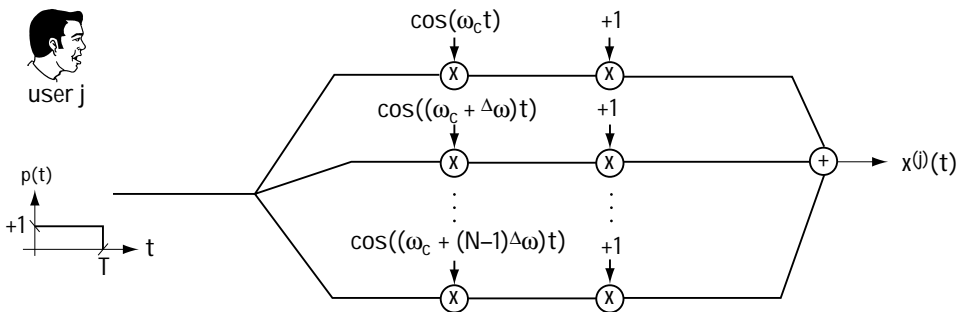 cos(ω_c t)
+1
x
x
user j
cos((ω_c + Δω)t)
+1
x
x
+
x^(j)(t)
p(t)
+1
T
t
cos((ω_c + (N–1)Δω)t)
+1
x
x